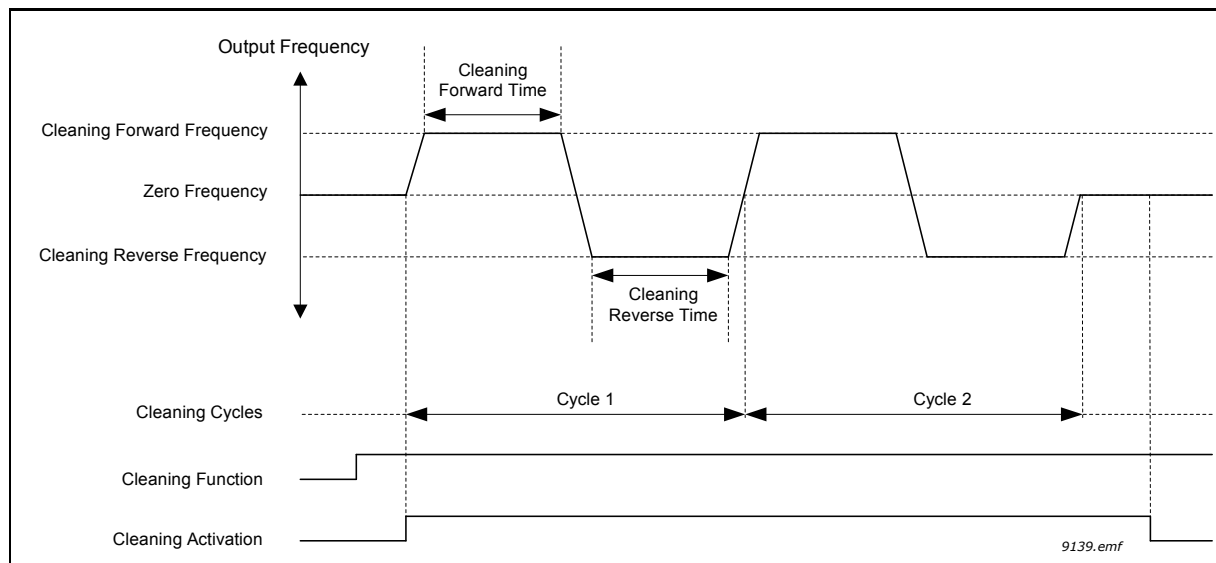 Output Frequency
Cleaning
Forward Time
Cleaning Forward Frequency
Zero Frequency
Cleaning Reverse Frequency
Cleaning
Reverse Time
Cleaning Cycles
Cycle 1
Cycle 2
Cleaning Function
Cleaning Activation
9139.emf